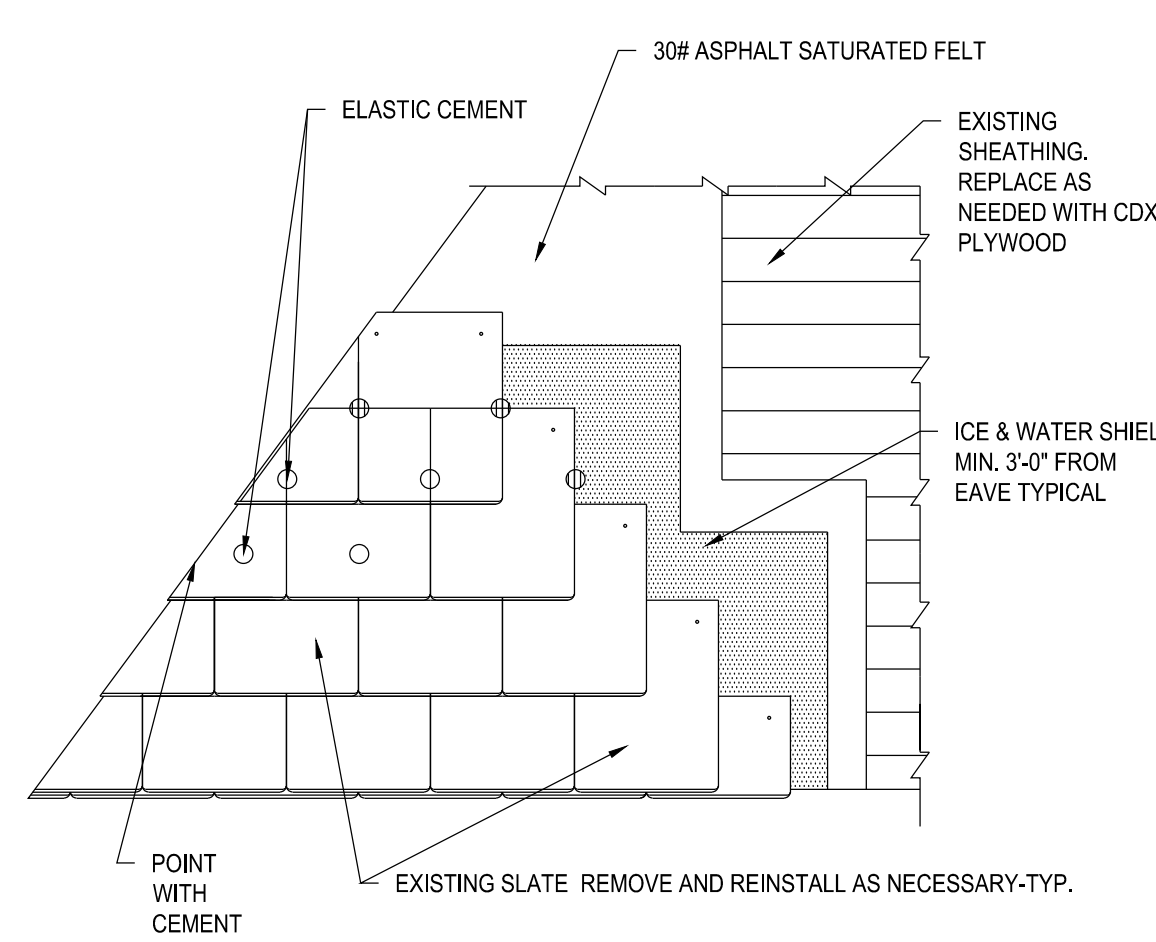 30# ASPHALT SATURATED FELT
ELASTIC CEMENT
EXISTING
SHEATHING.
REPLACE AS
NEEDED WITH CDX
PLYWOOD
ICE & WATER SHIEL
MIN. 3'-0" FROM
EAVE TYPICAL
POINT
WITH
CEMENT
EXISTING SLATE REMOVE AND REINSTALL AS NECESSARY-TYP.